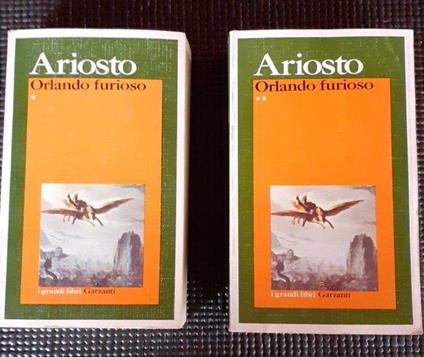 Ariosto
Orlando furioso
*
i grandi libri Garzanti
Ariosto
Orlando furioso
**
i grandi libri Garzanti